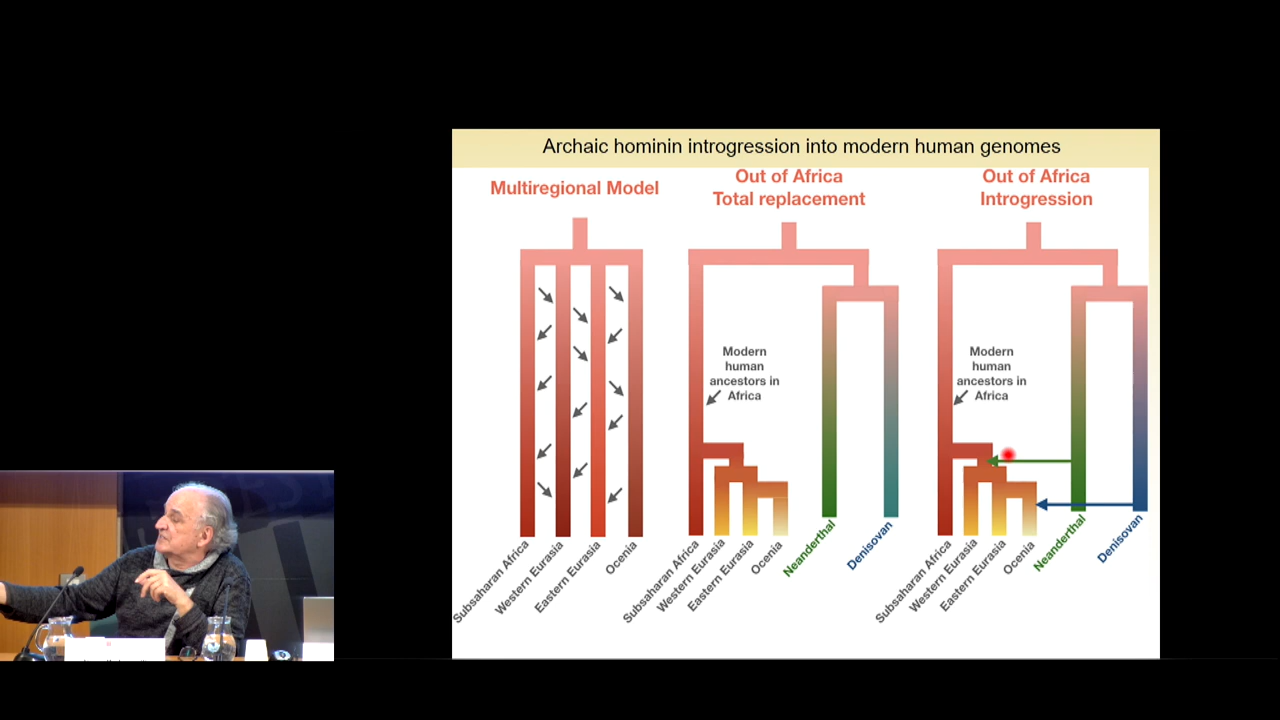 Archaic hominin introgression into modern human genomes
Multiregional Model
Subsaharan Africa
Western Eurasia
Eastern Eurasia
Ocenia
Out of Africa
Total replacement
Modern
human
ancestors in
Africa
Subsaharan Africa
Western Eurasia
Eastern Eurasia
Ocenia
Neanderthal
Denisovan
Out of Africa
Introgression
Modern
human
ancestors in
Africa
Subsaharan Africa
Western Eurasia
Eastern Eurasia
Ocenia
Neanderthal
Denisovan